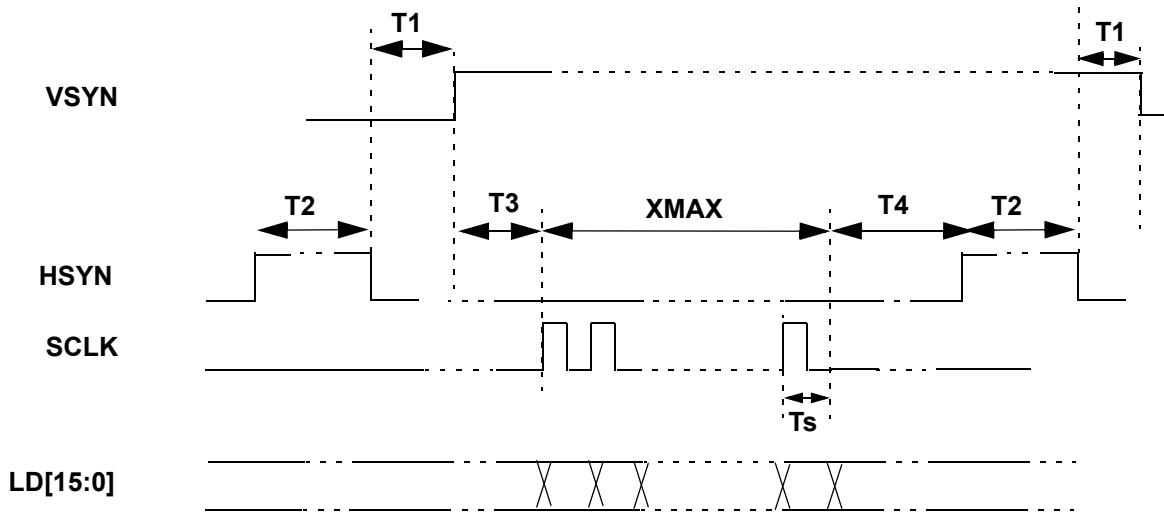 T1
T1
VSYN
T2
T3
XMAX
T4
T2
HSYN
SCLK
Ts
LD[15:0]